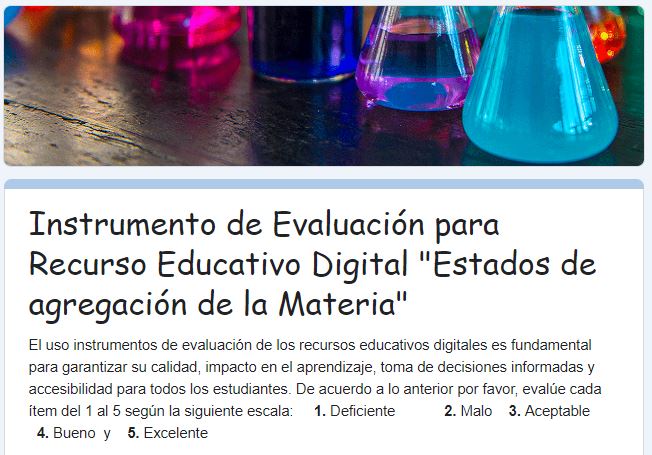 Instrumento de Evaluación para
Recurso Educativo Digital "Estados de
agregación de la Materia"
El uso instrumentos de evaluación de los recursos educativos digitales es fundamental
para garantizar su calidad, impacto en el aprendizaje, toma de decisiones informadas y
accesibilidad para todos los estudiantes. De acuerdo a lo anterior por favor, evalúe cada
ítem del 1 al 5 según la siguiente escala: 1. Deficiente 2. Malo 3. Aceptable
4. Bueno y 5. Excelente